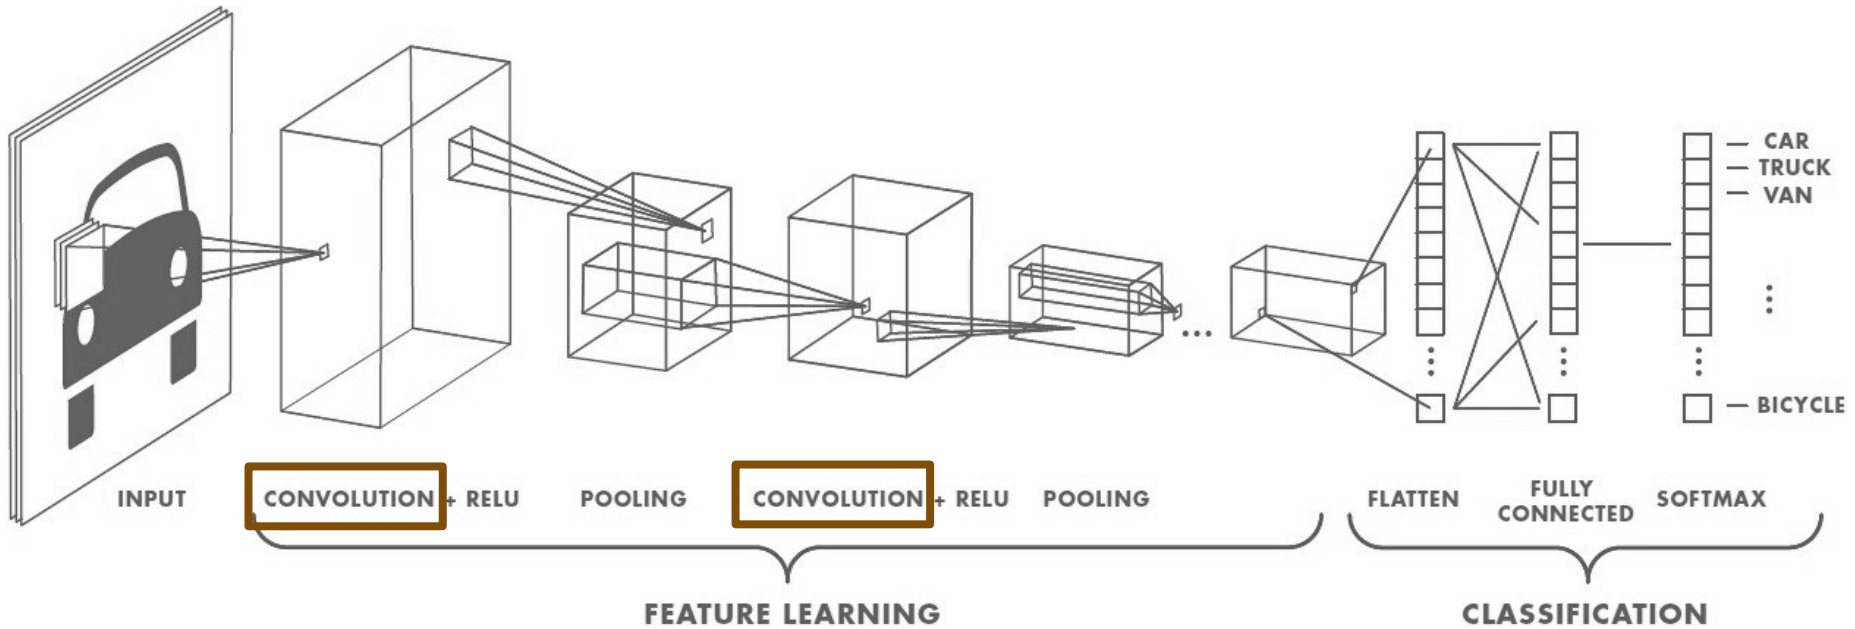 CAR
TRUCK
VAN
BICYCLE
INPUT
CONVOLUTION + RELU
POOLING
CONVOLUTION + RELU
POOLING
FLATTEN
FULLY
CONNECTED
SOFTMAX
FEATURE LEARNING
CLASSIFICATION